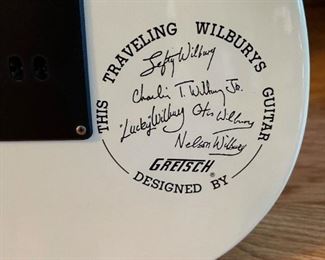 THIS TRAVELING WILBURYS GUITAR
Lefty Wilbury
Charlie T. Wilbury Jr.
"Lucky Wilbury Otis Wilbury
Nelson Wilbury
GRETSCH®
DESIGNED BY